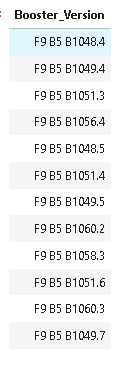 Booster_Version
F9 B5 B1048.4
F9 B5 B1049.4
F9 B5 B1051.3
F9 B5 B1056.4
F9 B5 B1048.5
F9 B5 B1051.4
F9 B5 B1049.5
F9 B5 B1060.2
F9 B5 B1058.3
F9 B5 B1051.6
F9 B5 B1060.3
F9 B5 B1049.7